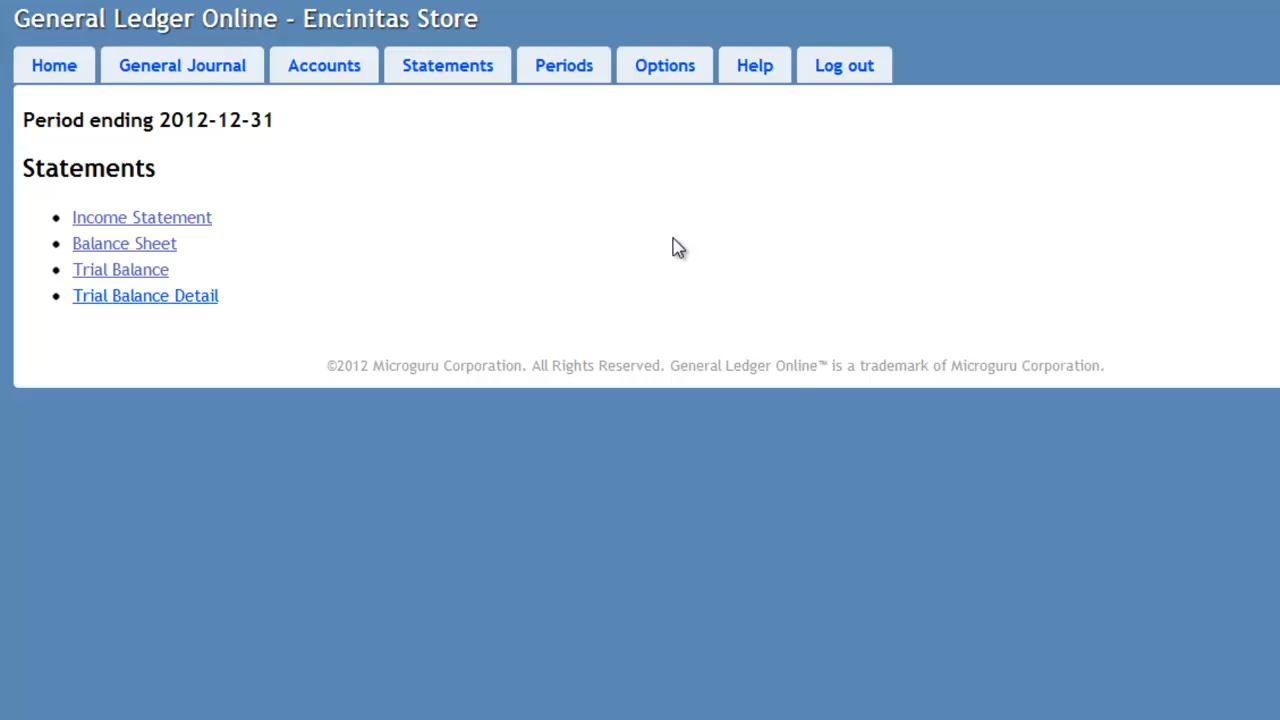 General Ledger Online - Encinitas Store
Home General Journal Accounts Statements Periods Options Help Log out
Period ending 2012-12-31
Statements
Income Statement
Balance Sheet
Trial Balance
Trial Balance Detail
©2012 Microguru Corporation. All Rights Reserved. General Ledger Online™ is a trademark of Microguru Corporation.